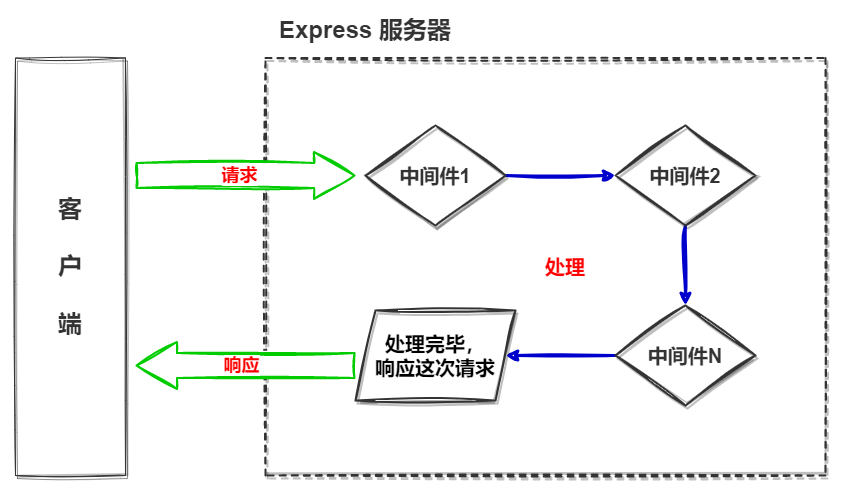 Express 服务器
客
户
端
请求
中间件1
中间件2
处理
处理完毕，
响应这次请求
中间件N
响应